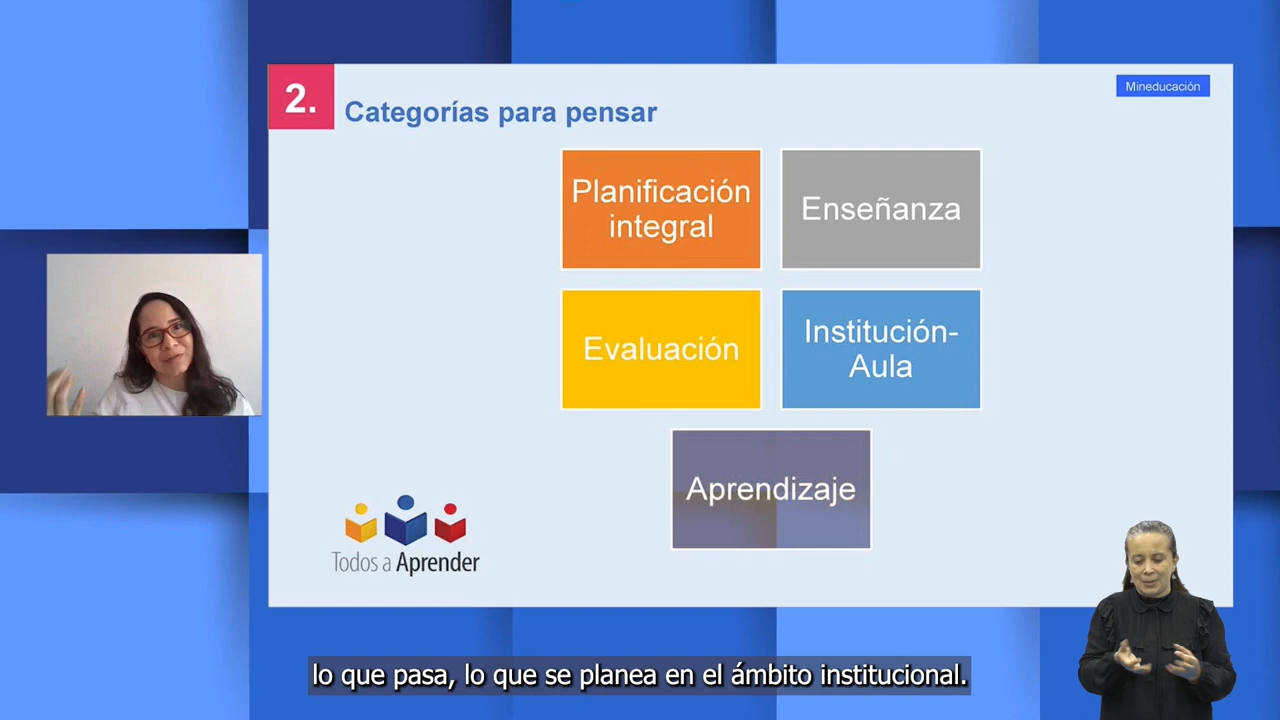 2.
Categorías para pensar
Mineducación
Planificación
integral
Enseñanza
Evaluación
Institución-
Aula
Aprendizaje
Todos a Aprender
lo que pasa, lo que se planea en el ámbito institucional.